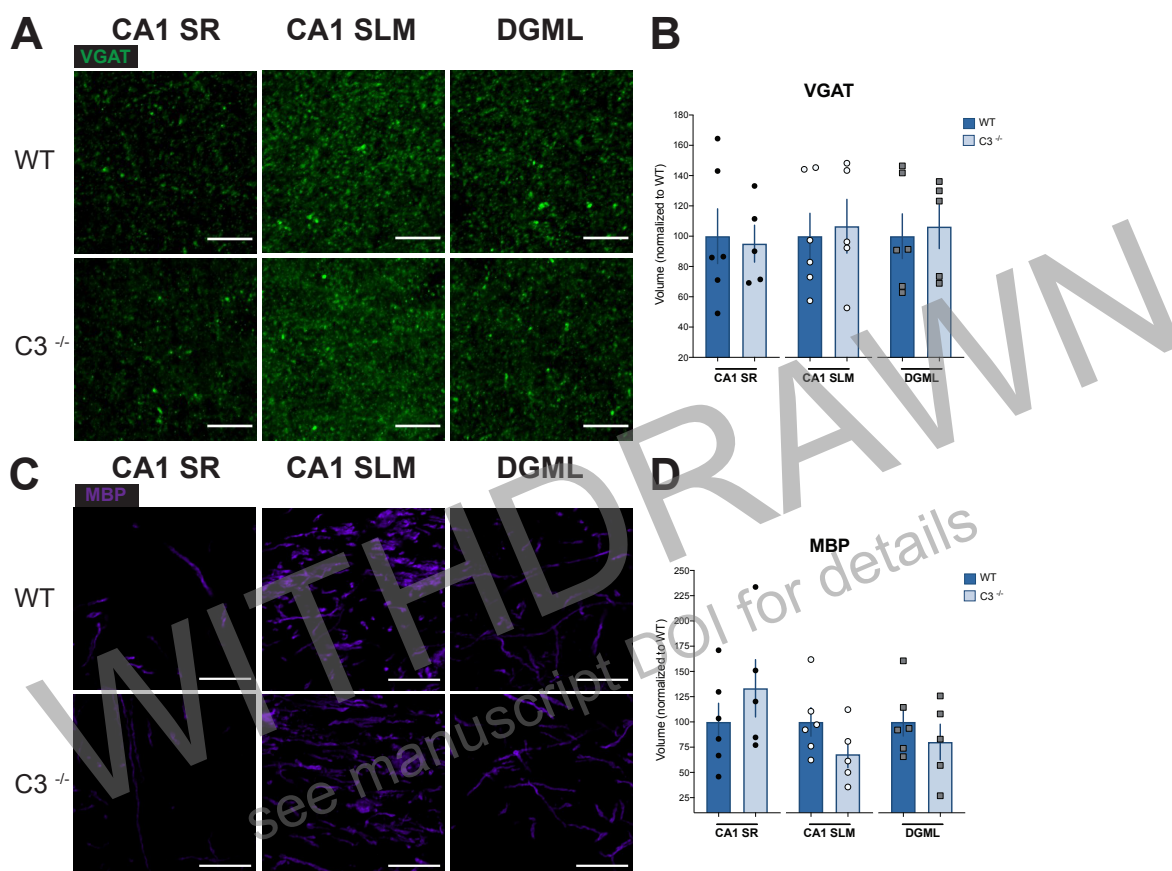 A
CA1 SR
CA1 SLM
DGML
VGAT
WT
C3 -/-
B
VGAT
Volume (normalized to WT)
180
160
140
120
100
80
60
40
20
WT
C3 -/-
CA1 SR
CA1 SLM
DGML
C
CA1 SR
CA1 SLM
DGML
MBP
WT
C3 -/-
D
MBP
Volume (normalized to WT)
250
225
200
175
150
125
100
75
50
25
WT
C3 -/-
CA1 SR
CA1 SLM
DGML
WITHDRAWN
see manuscript DOI for details